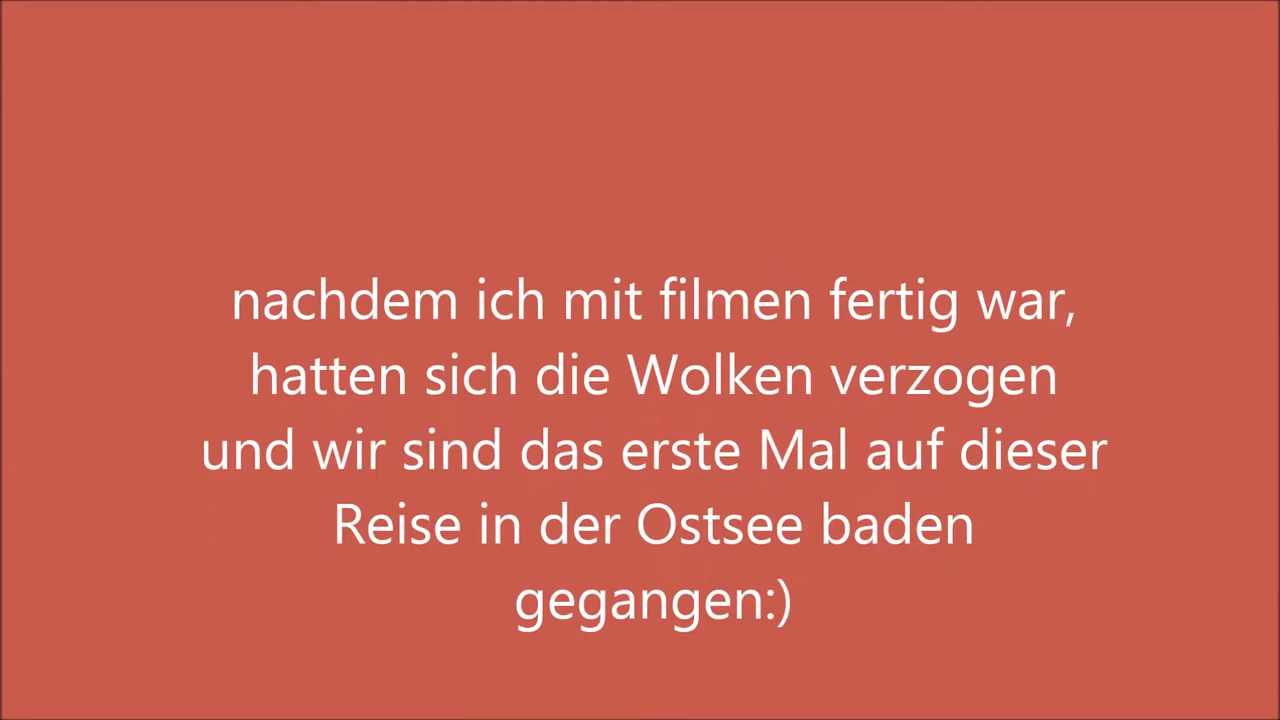 nachdem ich mit filmen fertig war,
hatten sich die Wolken verzogen
und wir sind das erste Mal auf dieser
Reise in der Ostsee baden
gegangen:)